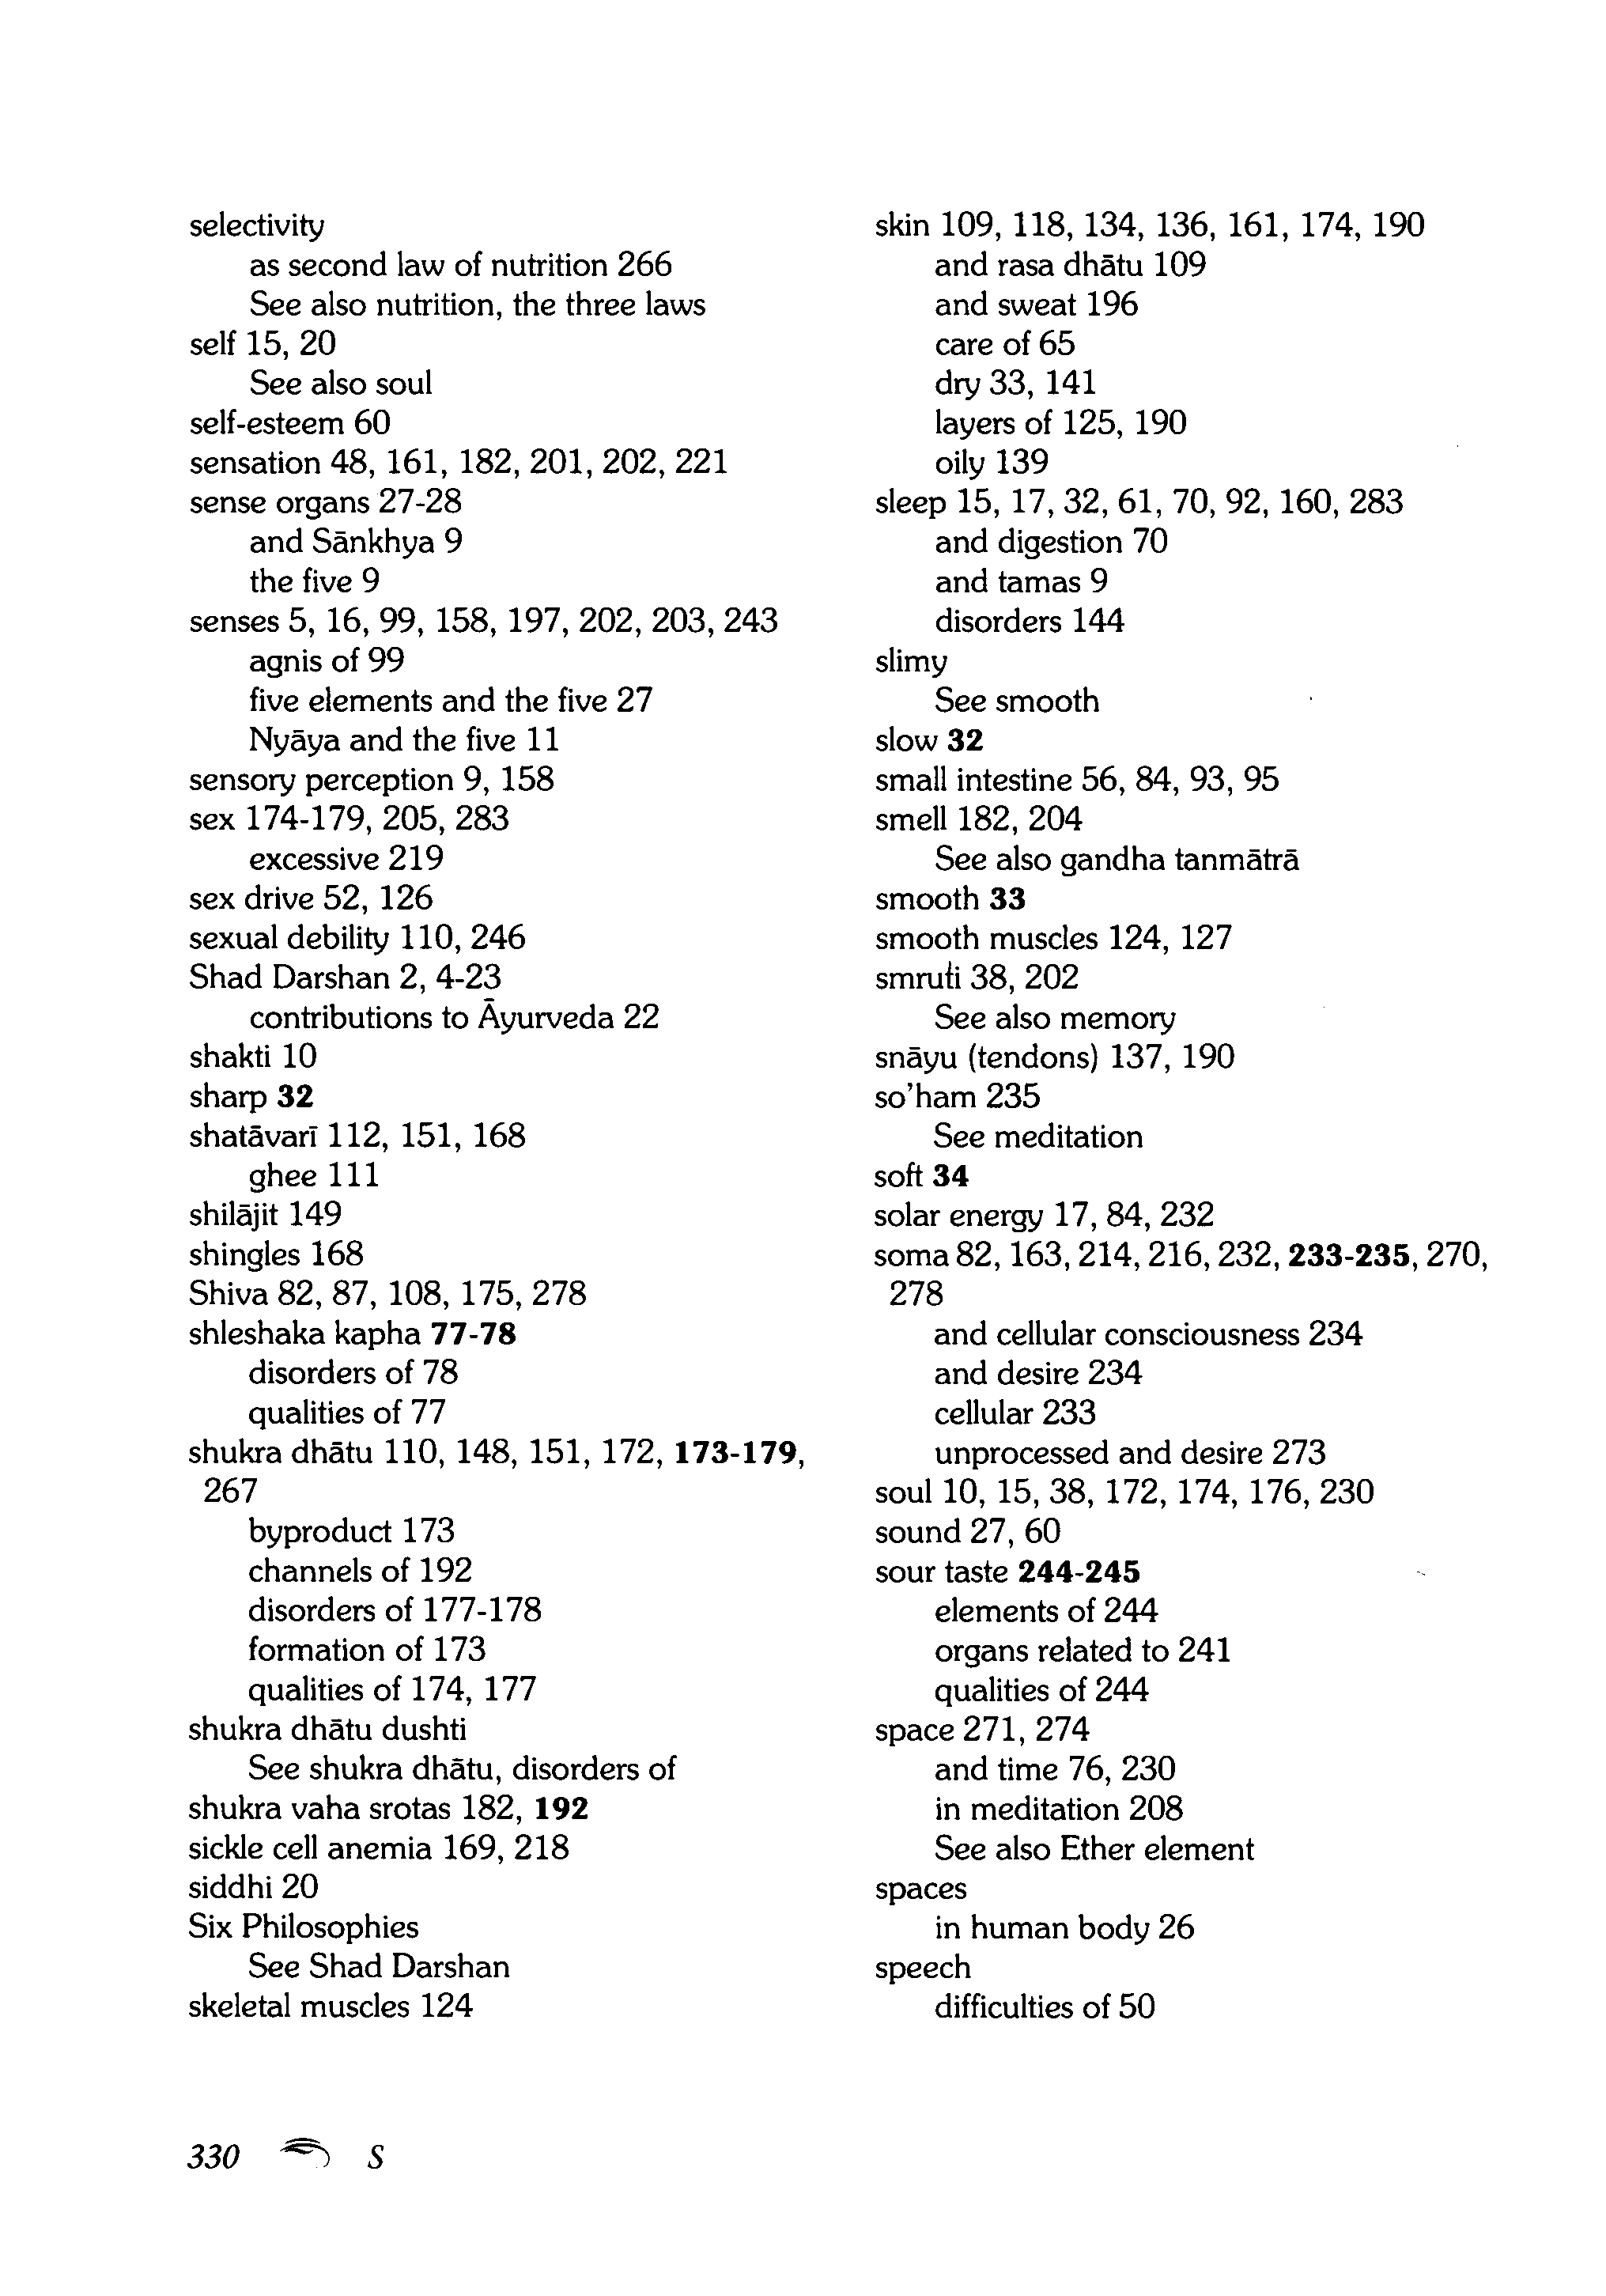 selectivity
as second law of nutrition 266
See also nutrition, the three laws
self 15, 20
See also soul
self-esteem 60
sensation 48, 161, 182, 201, 202, 221
sense organs 27-28
and Sānkhya 9
the five 9
senses 5, 16, 99, 158, 197, 202, 203, 243
agnis of 99
five elements and the five 27
Nyāya and the five 11
sensory perception 9, 158
sex 174-179, 205, 283
excessive 219
sex drive 52, 126
sexual debility 110, 246
Shad Darshan 2, 4-23
contributions to Āyurveda 22
shakti 10
sharp 32
shatāvarī 112, 151, 168
ghee 111
shilājit 149
shingles 168
Shiva 82, 87, 108, 175, 278
shleshaka kapha 77-78
disorders of 78
qualities of 77
shukra dhātu 110, 148, 151, 172, 173-179,
267
byproduct 173
channels of 192
disorders of 177-178
formation of 173
qualities of 174, 177
shukra dhātu dushti
See shukra dhātu, disorders of
shukra vaha srotas 182, 192
sickle cell anemia 169, 218
siddhi 20
Six Philosophies
See Shad Darshan
skeletal muscles 124
skin 109, 118, 134, 136, 161, 174, 190
and rasa dhātu 109
and sweat 196
care of 65
dry 33, 141
layers of 125, 190
oily 139
sleep 15, 17, 32, 61, 70, 92, 160, 283
and digestion 70
and tamas 9
disorders 144
slimy
See smooth
slow 32
small intestine 56, 84, 93, 95
smell 182, 204
See also gandha tanmātrā
smooth 33
smooth muscles 124, 127
smruti 38, 202
See also memory
snāyu (tendons) 137, 190
so'ham 235
See meditation
soft 34
solar energy 17, 84, 232
soma 82, 163, 214, 216, 232, 233-235, 270,
278
and cellular consciousness 234
and desire 234
cellular 233
unprocessed and desire 273
soul 10, 15, 38, 172, 174, 176, 230
sound 27, 60
sour taste 244-245
elements of 244
organs related to 241
qualities of 244
space 271, 274
and time 76, 230
in meditation 208
See also Ether element
spaces
in human body 26
speech
difficulties of 50
330 S